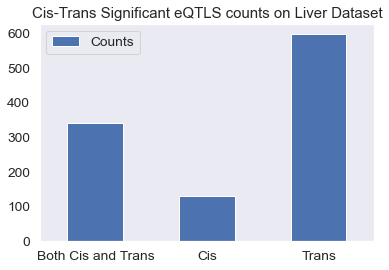 Cis-Trans Significant eQTLS counts on Liver Dataset
Counts
600
500
400
300
200
100
0
Both Cis and Trans
Cis
Trans